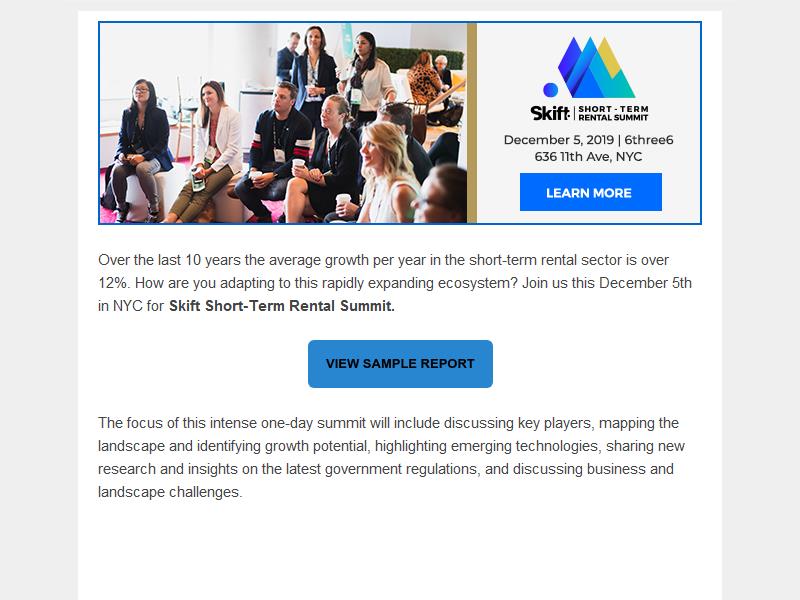 Skift: | SHORT - TERM
RENTAL SUMMIT
December 5, 2019 | 6three6
636 11th Ave, NYC
LEARN MORE
Over the last 10 years the average growth per year in the short-term rental sector is over
12%. How are you adapting to this rapidly expanding ecosystem? Join us this December 5th
in NYC for Skift Short-Term Rental Summit.
VIEW SAMPLE REPORT
The focus of this intense one-day summit will include discussing key players, mapping the
landscape and identifying growth potential, highlighting emerging technologies, sharing new
research and insights on the latest government regulations, and discussing business and
landscape challenges.